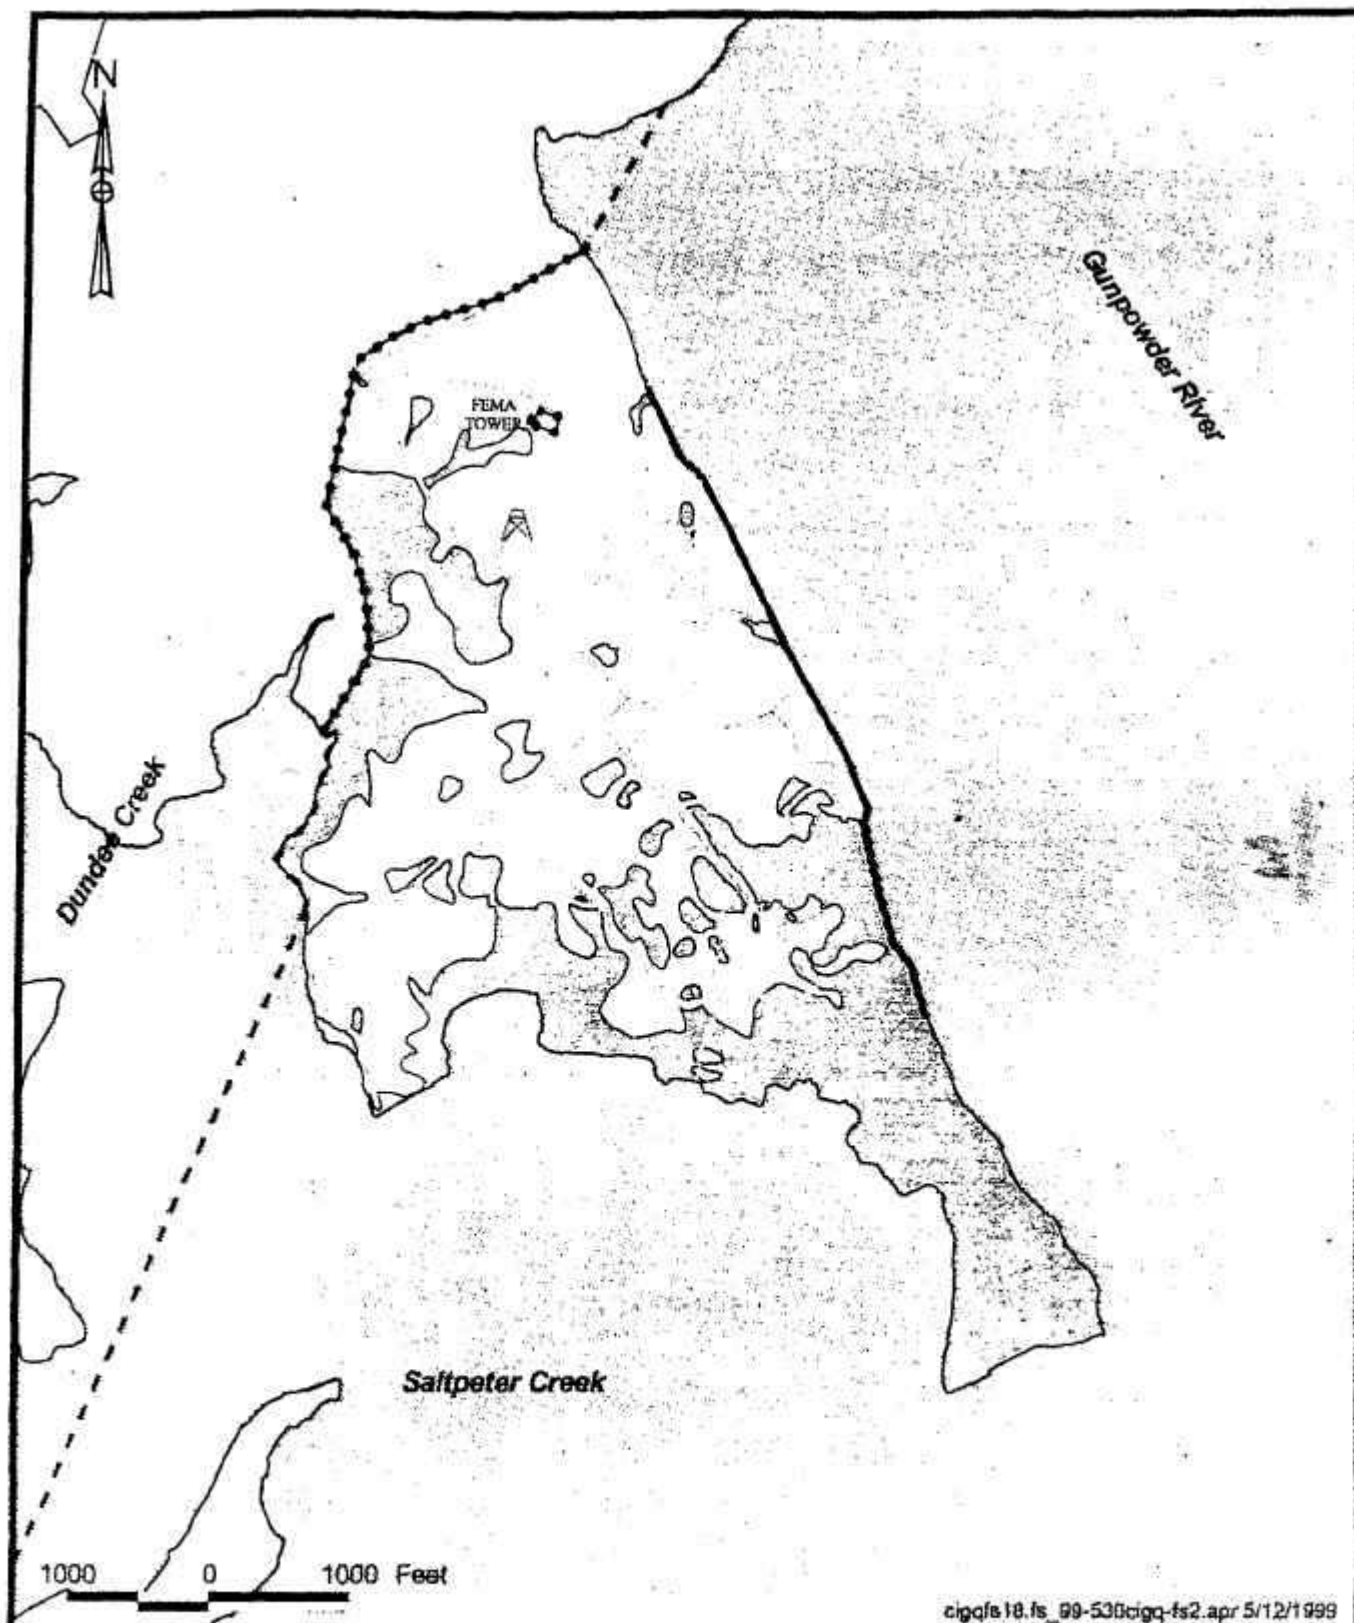 N
Gunpowder River
FEMA
TOWER
Dundee Creek
Saltpeter Creek
1000 0 1000 Feet
cigqfs18.fs_99-530cigq-fs2.apr 5/12/1999